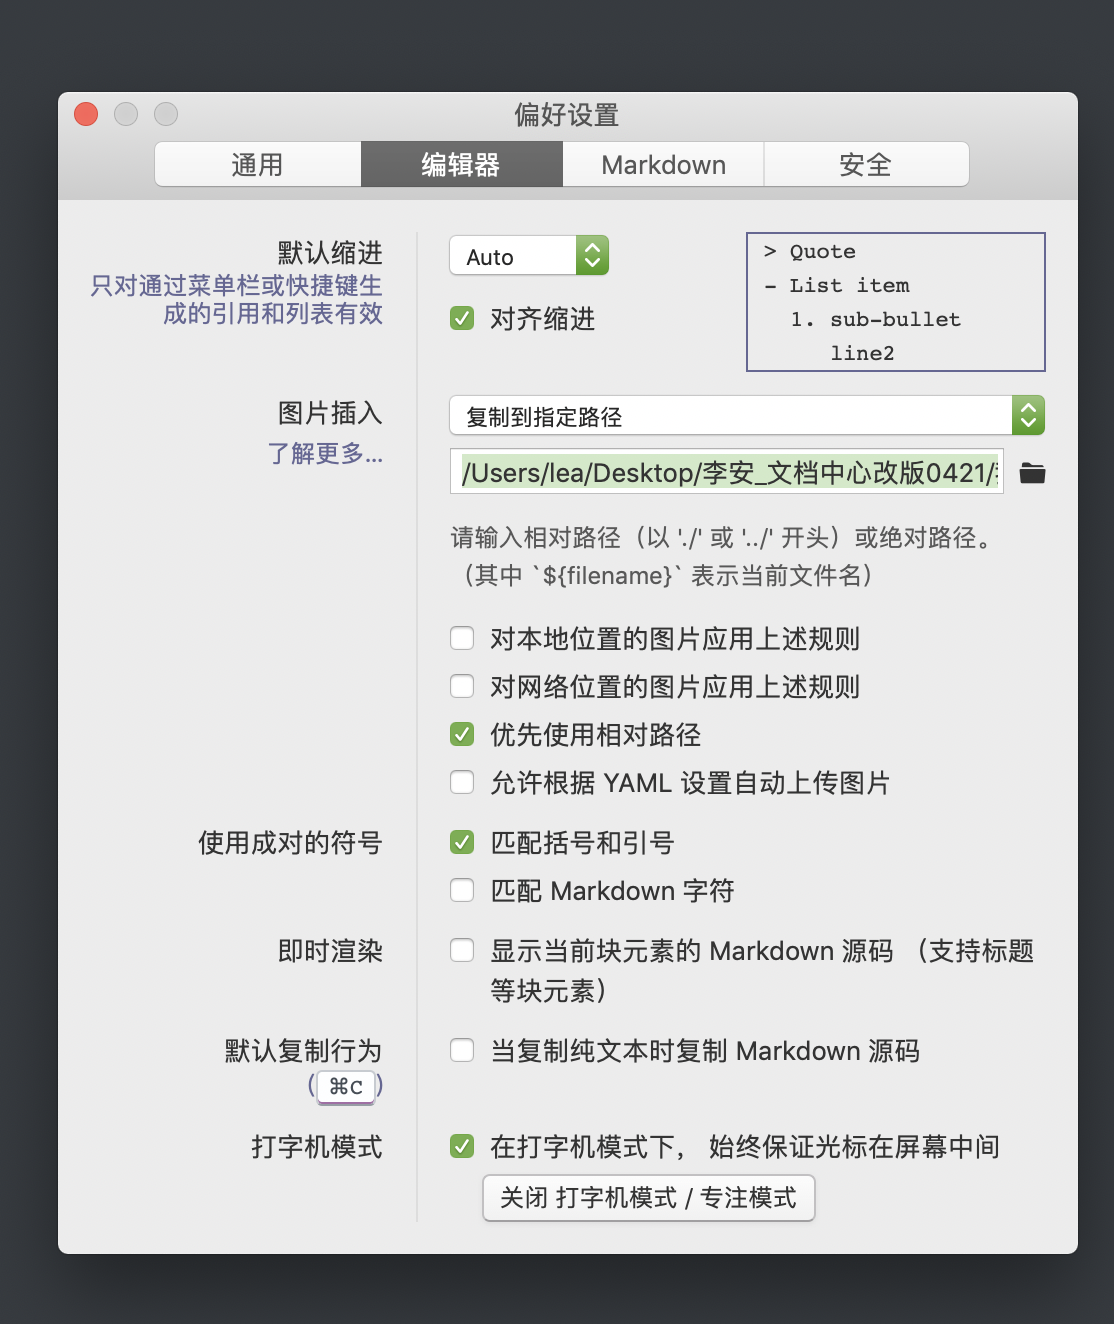 偏好设置
通用
编辑器
Markdown
安全
默认缩进
只对通过菜单栏或快捷键生
成的引用和列表有效
Auto
对齐缩进
> Quote
- List item
1. sub-bullet
line2
图片插入
了解更多...
复制到指定路径
/Users/lea/Desktop/李安_文档中心改版0421/
请输入相对路径（以 './' 或 '../' 开头）或绝对路径。
（其中 `${filename}` 表示当前文件名）
对本地位置的图片应用上述规则
对网络位置的图片应用上述规则
优先使用相对路径
允许根据 YAML 设置自动上传图片
使用成对的符号
匹配括号和引号
匹配 Markdown 字符
即时渲染
显示当前块元素的 Markdown 源码 （支持标题
等块元素）
默认复制行为
(⌘C)
当复制纯文本时复制 Markdown 源码
打字机模式
在打字机模式下， 始终保证光标在屏幕中间
关闭 打字机模式 / 专注模式